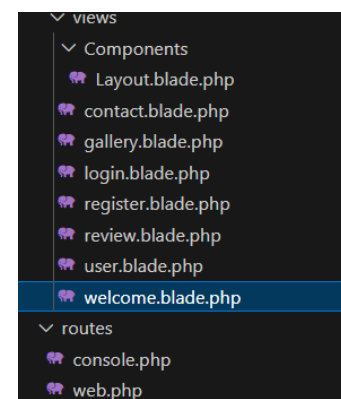 views
Components
Layout.blade.php
contact.blade.php
gallery.blade.php
login.blade.php
register.blade.php
review.blade.php
user.blade.php
welcome.blade.php
routes
console.php
web.php